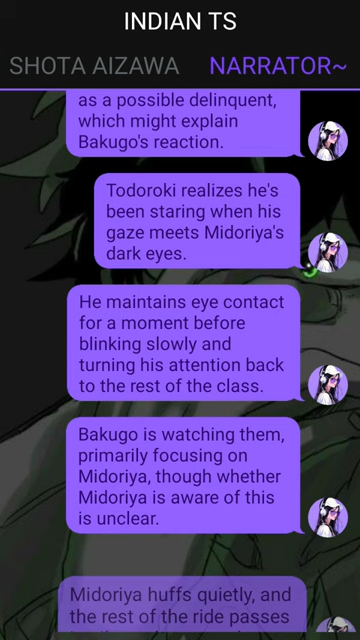 INDIAN TS
SHOTA AIZAWA NARRATOR~
as a possible delinquent,
which might explain
Bakugo's reaction.
Todoroki realizes he's
been staring when his
gaze meets Midoriya's
dark eyes.
He maintains eye contact
for a moment before
blinking slowly and
turning his attention back
to the rest of the class.
Bakugo is watching them,
primarily focusing on
Midoriya, though whether
Midoriya is aware of this
is unclear.
Midoriya huffs quietly, and
the rest of the ride passes